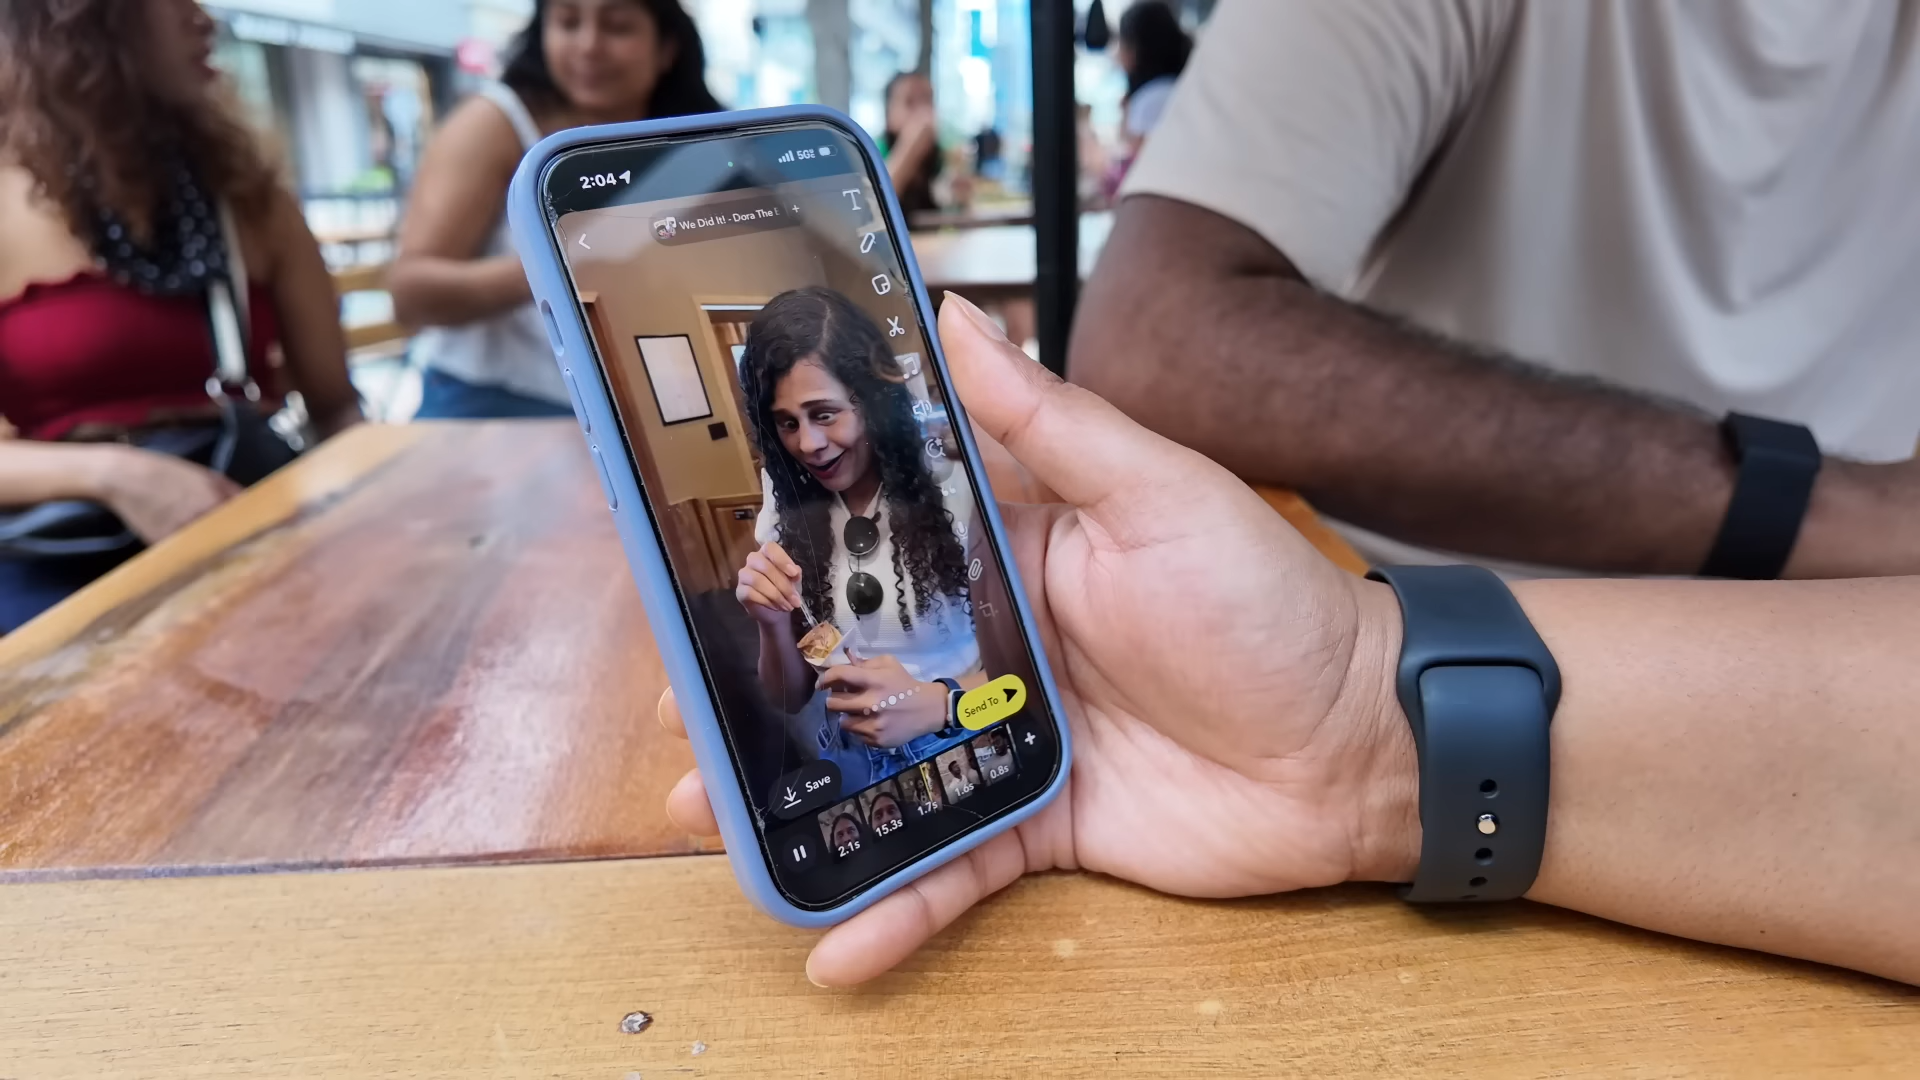 2:04
5G
We Did It! - Dora The E
T
Send To
Save
2.1s
15.3s
1.7s
1.6s
0.8s